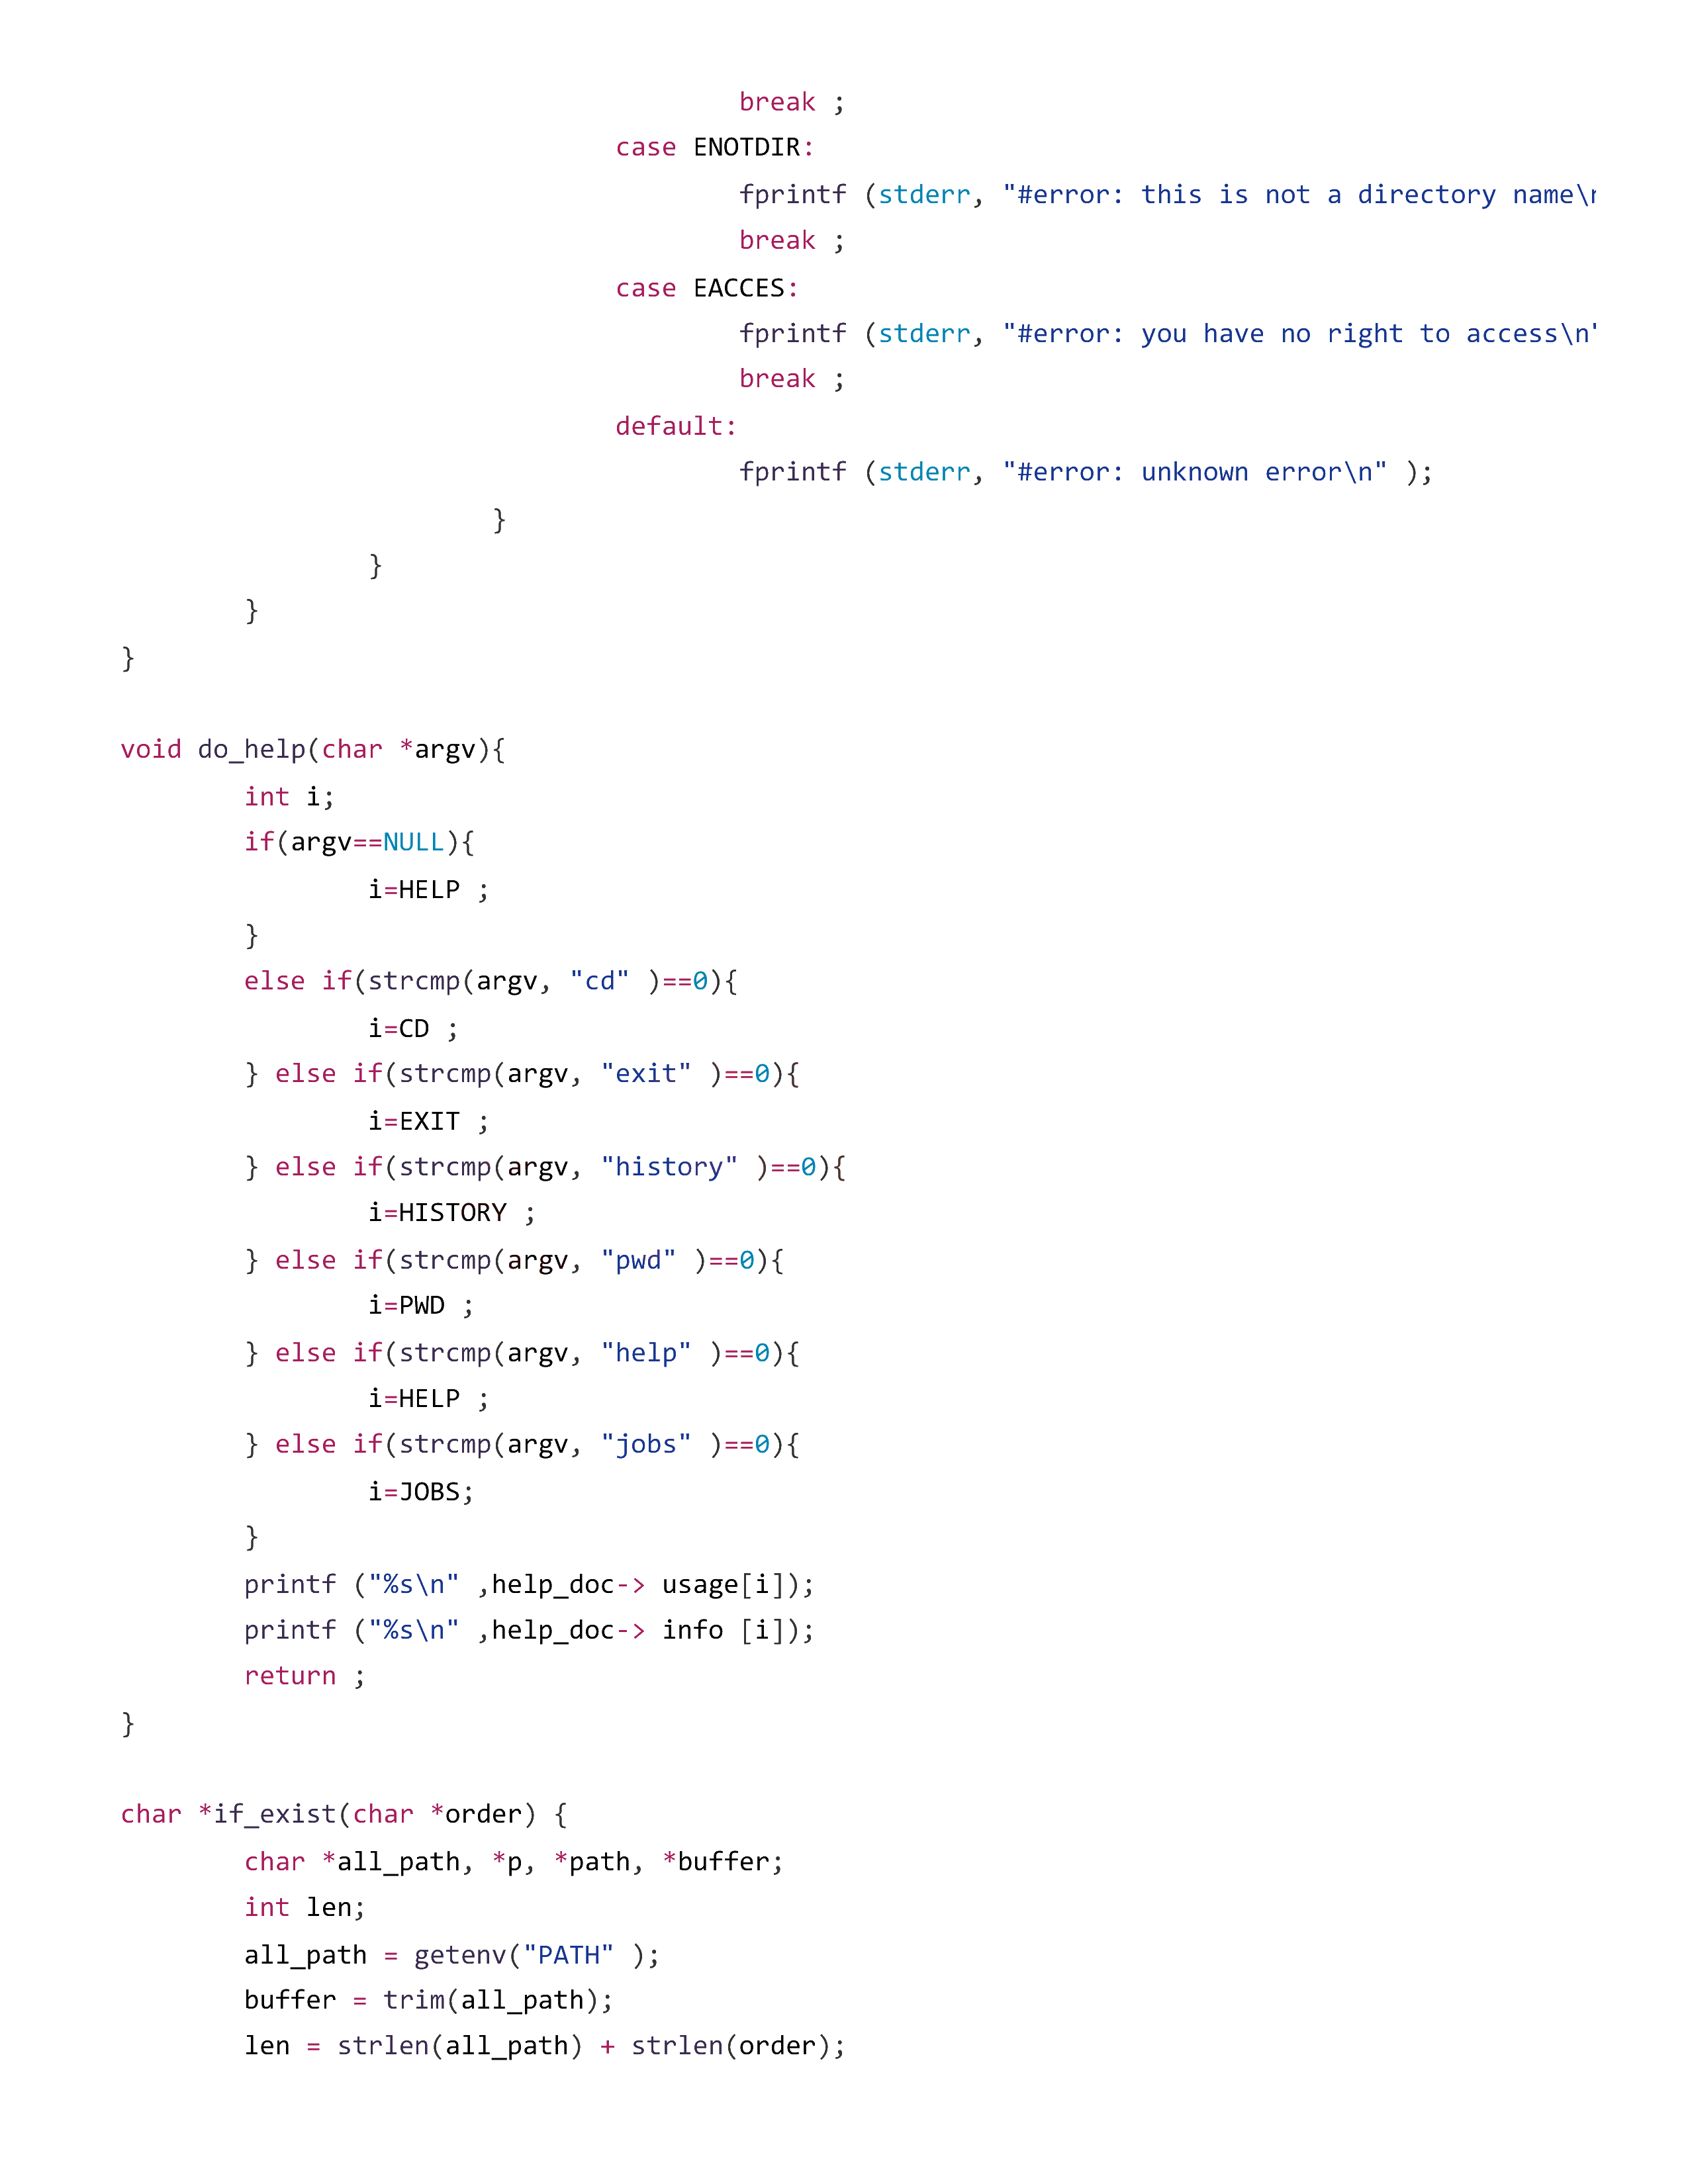 break ;
case ENOTDIR:
fprintf (stderr, "#error: this is not a directory name\
break ;
case EACCES:
fprintf (stderr, "#error: you have no right to access\n"
break ;
default:
fprintf (stderr, "#error: unknown error\n" );
}
}
}
}
void do_help(char *argv){
int i;
if(argv==NULL){
i=HELP ;
}
else if(strcmp(argv, "cd" )==0){
i=CD ;
} else if(strcmp(argv, "exit" )==0){
i=EXIT ;
} else if(strcmp(argv, "history" )==0){
i=HISTORY ;
} else if(strcmp(argv, "pwd" )==0){
i=PWD ;
} else if(strcmp(argv, "help" )==0){
i=HELP ;
} else if(strcmp(argv, "jobs" )==0){
i=JOBS;
}
printf ("%s\n" ,help_doc-> usage[i]);
printf ("%s\n" ,help_doc-> info [i]);
return ;
}
char *if_exist(char *order) {
char *all_path, *p, *path, *buffer;
int len;
all_path = getenv("PATH" );
buffer = trim(all_path);
len = strlen(all_path) + strlen(order);